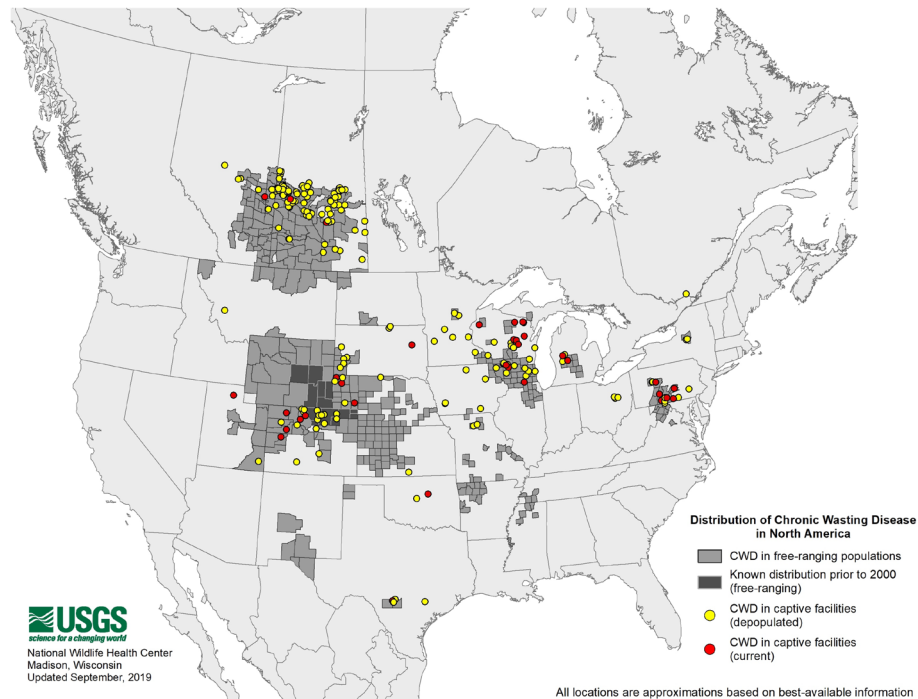 Distribution of Chronic Wasting Disease
in North America
CWD in free-ranging populations
Known distribution prior to 2000
(free-ranging)
CWD in captive facilities
(depopulated)
CWD in captive facilities
(current)
USGS
science for a changing world
National Wildlife Health Center
Madison, Wisconsin
Updated September, 2019
All locations are approximations based on best-available information